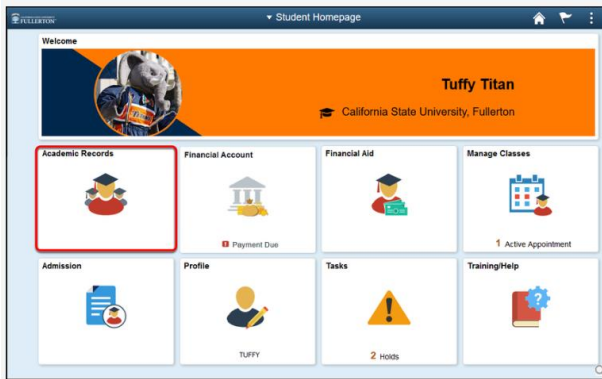 FULLERTON
Student Homepage
Welcome
Tuffy Titan
California State University, Fullerton
Academic Records
Financial Account
Financial Aid
Manage Classes
Payment Due
1 Active Appointment
Admission
Profile
Tasks
Training/Help
TUFFY
2 Holds